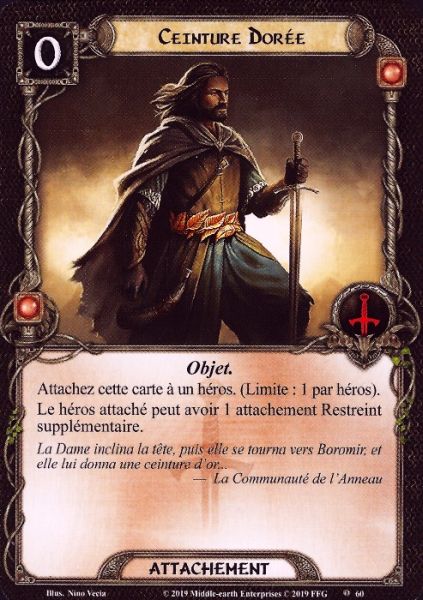 0
CEINTURE DORÉE
Objet.
Attachez cette carte à un héros. (Limite : 1 par héros).
Le héros attaché peut avoir 1 attachement Restreint
supplémentaire.
La Dame inclina la tête, puis elle se tourna vers Boromir, et
elle lui donna une ceinture d'or...
— La Communauté de l'Anneau
ATTACHEMENT
Illus. Nino Vecia © 2019 Middle-earth Enterprises © 2019 FFG 60